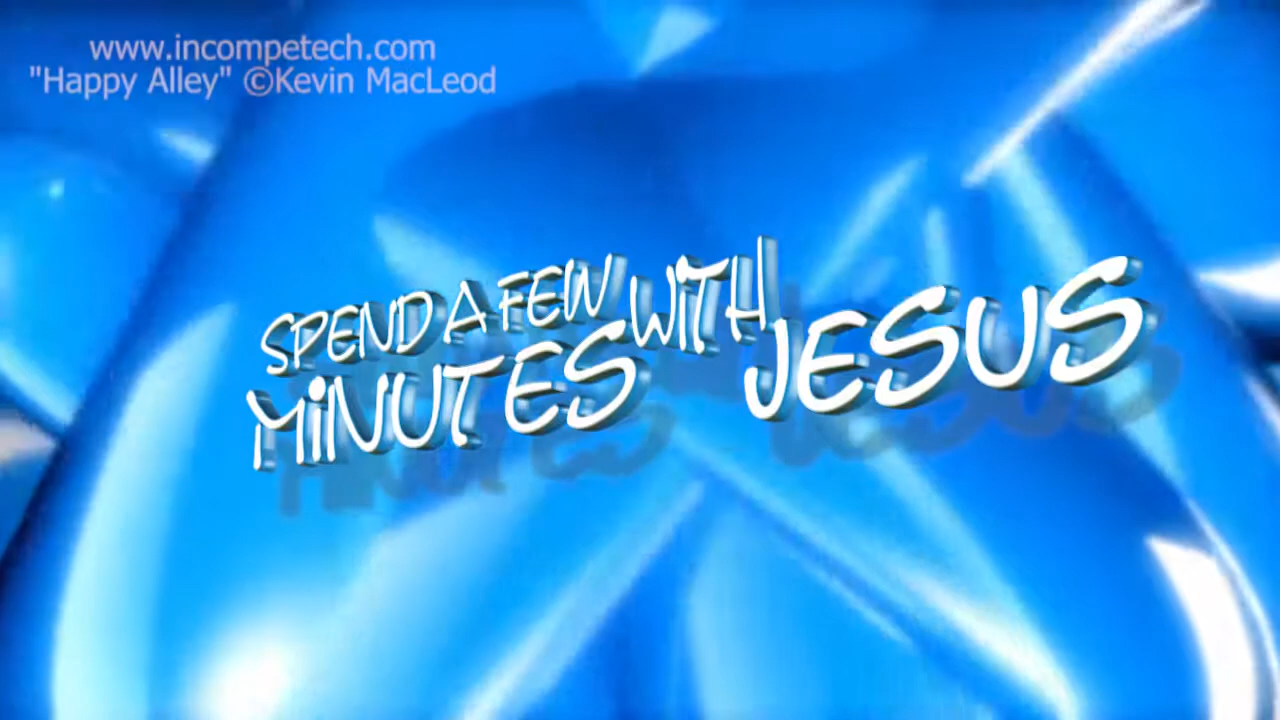 www.incompetech.com
"Happy Alley" ©Kevin MacLeod
SPEND A FEW
MINUTES WITH
JESUS